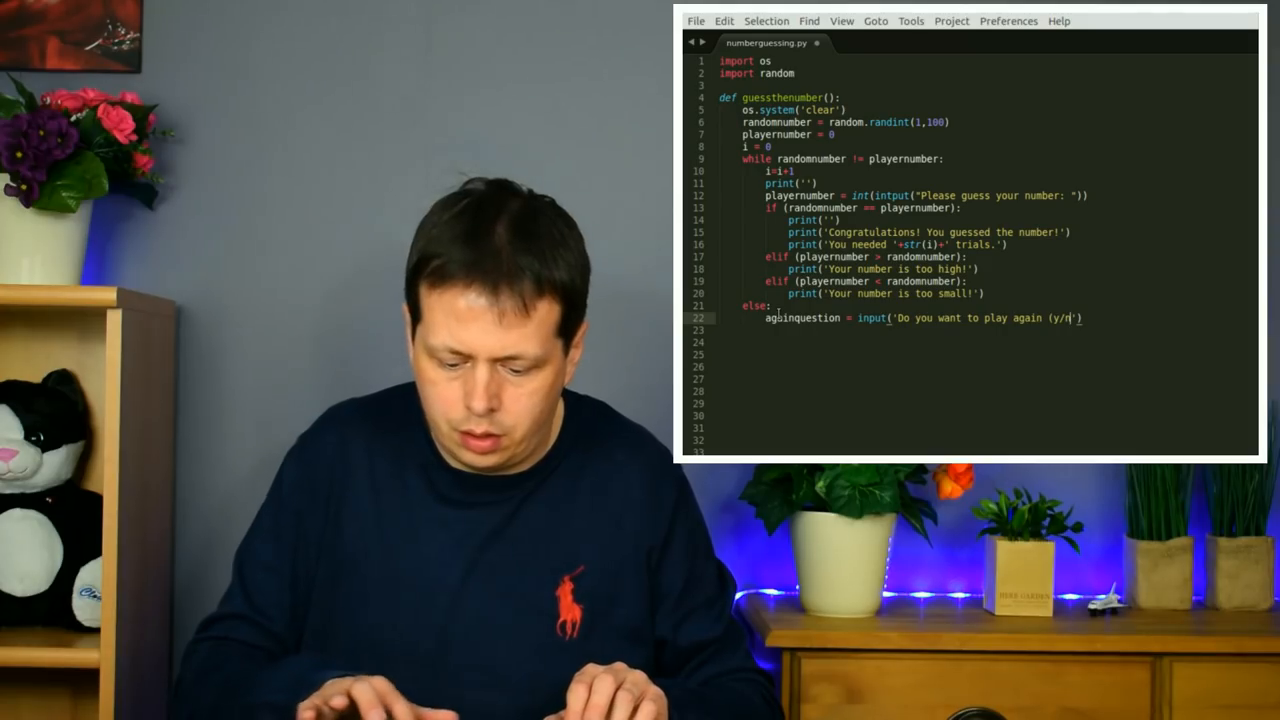 File Edit Selection Find View Goto Tools Project Preferences Help
numberguessing.py
1 import os
2 import random
3
4 def guessthenumber():
5 os.system('clear')
6 randomnumber = random.randint(1,100)
7 playernumber = 0
8 i = 0
9 while randomnumber != playernumber:
10 i=i+1
11 print('')
12 playernumber = int(intput("Please guess your number: "))
13 if (randomnumber == playernumber):
14 print('')
15 print('Congratulations! You guessed the number!')
16 print('You needed '+str(i)+' trials.')
17 elif (playernumber > randomnumber):
18 print('Your number is too high!')
19 elif (playernumber < randomnumber):
20 print('Your number is too small!')
21 else:
22 againquestion = input('Do you want to play again (y/n')
23
24
25
26
27
28
29
30
31
32
33
HERB GARDEN